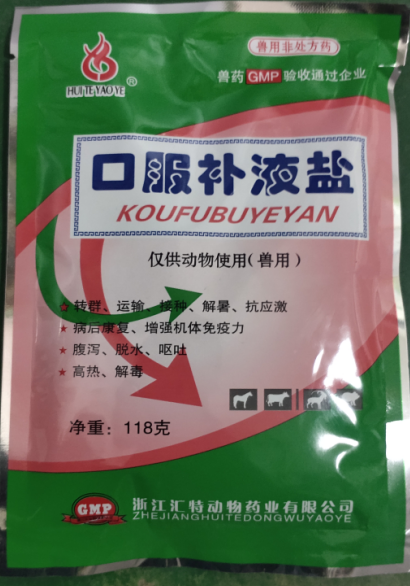 兽用非处方药
HUI TE YAO YE ®
兽药 GMP 验收通过企业
口服补液盐
KOUFUBUYEYAN
仅供动物使用(兽用)
★ 转群、运输、接种、解暑、抗应激
★ 病后康复、增强机体免疫力
★ 腹泻、脱水、呕吐
★ 高热、解毒
净重：118克
GMP
浙江汇特动物药业有限公司
ZHEJIANGHUITEDONGWUYAOYE